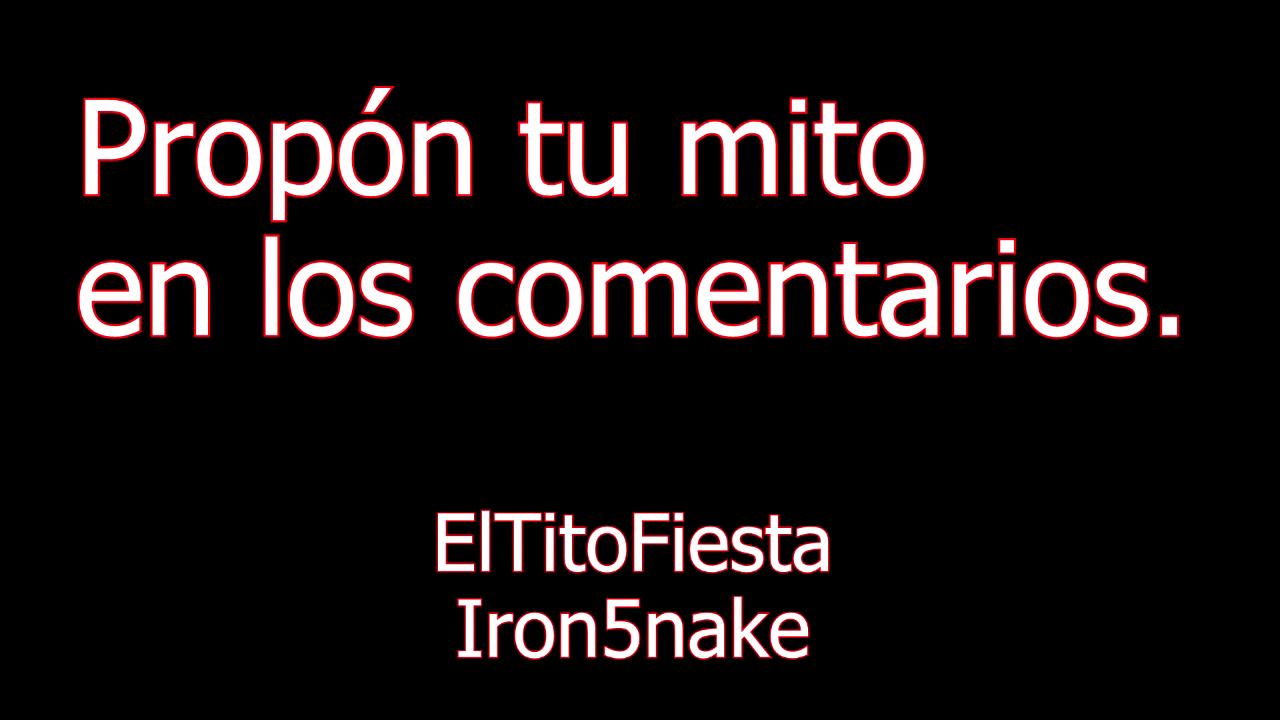 Propón tu mito
en los comentarios.
ElTitoFiesta
Iron5nake